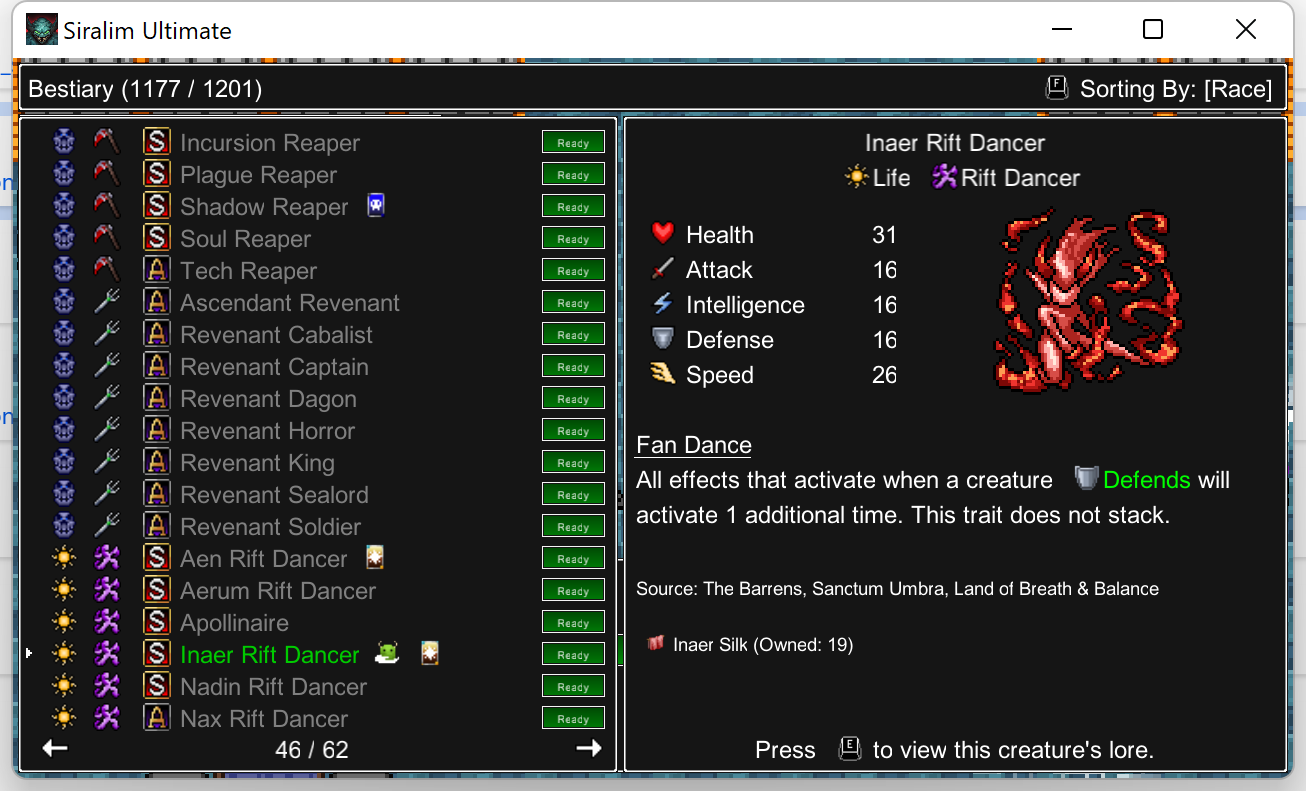 Siralim Ultimate
Bestiary (1177 / 1201)
F Sorting By: [Race]
S Incursion Reaper Ready
S Plague Reaper Ready
S Shadow Reaper Ready
S Soul Reaper Ready
A Tech Reaper Ready
A Ascendant Revenant Ready
A Revenant Cabalist Ready
A Revenant Captain Ready
A Revenant Dagon Ready
A Revenant Horror Ready
A Revenant King Ready
A Revenant Sealord Ready
A Revenant Soldier Ready
S Aen Rift Dancer Ready
S Aerum Rift Dancer Ready
S Apollinaire Ready
S Inaer Rift Dancer Ready
S Nadin Rift Dancer Ready
A Nax Rift Dancer Ready
46 / 62
Inaer Rift Dancer
Life Rift Dancer
Health 31
Attack 16
Intelligence 16
Defense 16
Speed 26
Fan Dance
All effects that activate when a creature Defends will
activate 1 additional time. This trait does not stack.
Source: The Barrens, Sanctum Umbra, Land of Breath & Balance
Inaer Silk (Owned: 19)
Press E to view this creature's lore.